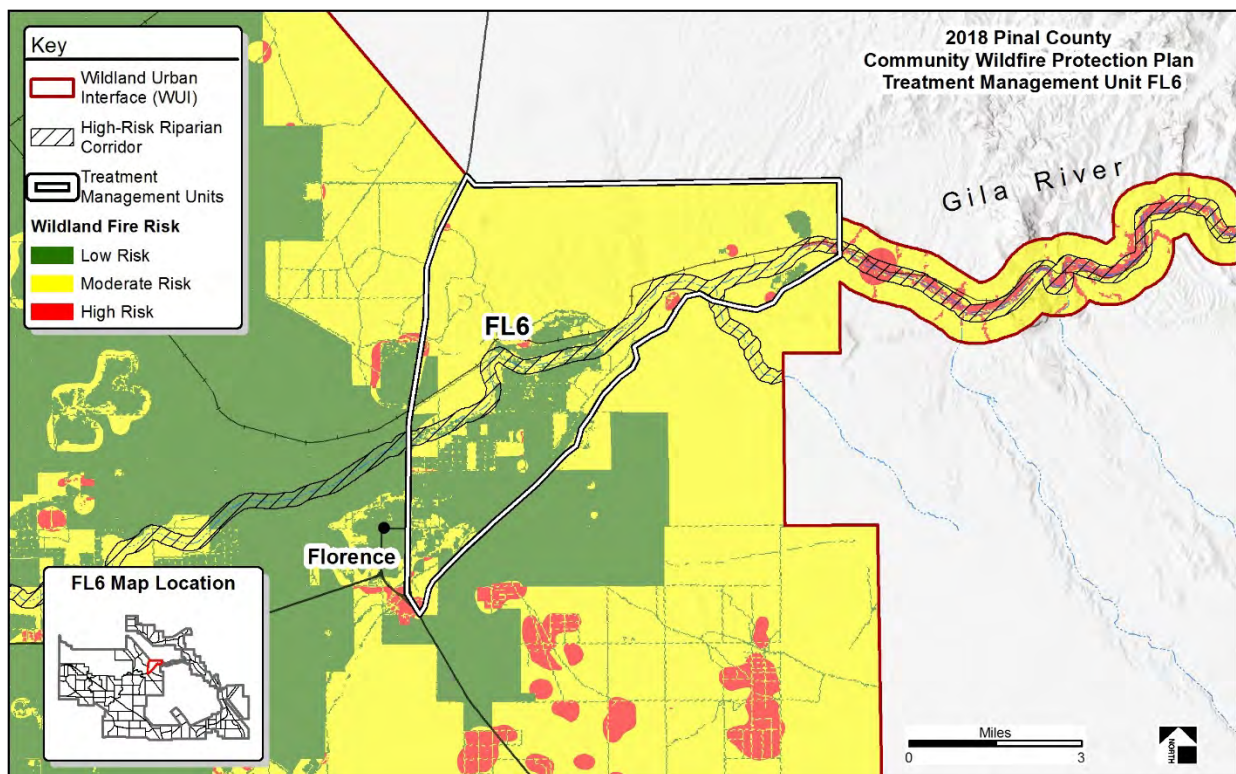 Key
Wildland Urban
Interface (WUI)
High-Risk Riparian
Corridor
Treatment
Management Units
Wildland Fire Risk
Low Risk
Moderate Risk
High Risk
2018 Pinal County
Community Wildfire Protection Plan
Treatment Management Unit FL6
Gila River
FL6
Florence
FL6 Map Location
Miles
0
3
NORTH